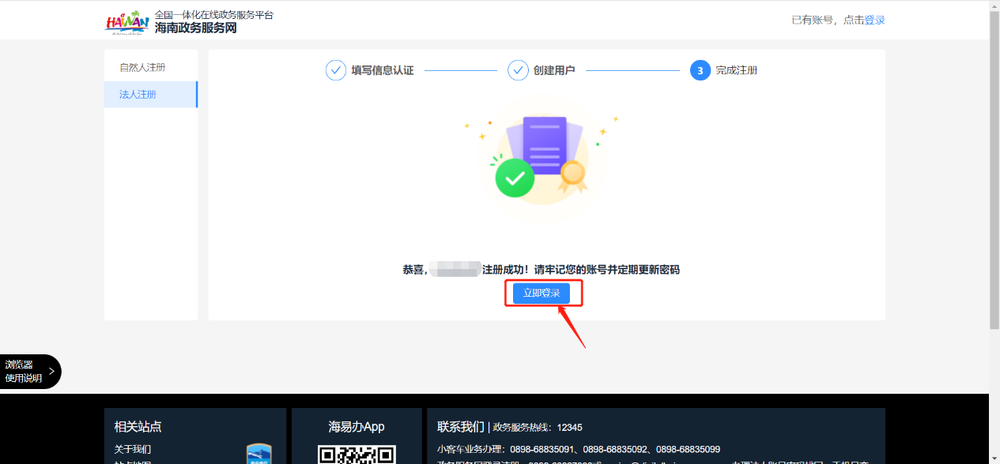 HAINAN
全国一体化在线政务服务平台
海南政务服务网
已有账号，点击登录
自然人注册
法人注册
填写信息认证
创建用户
3 完成注册
恭喜，注册成功！请牢记您的账号并定期更新密码
立即登录
浏览器
使用说明
相关站点
关于我们
海易办App
联系我们 | 政务服务热线：12345
小客车业务办理：0898-68835091、0898-68835092、0898-68835099